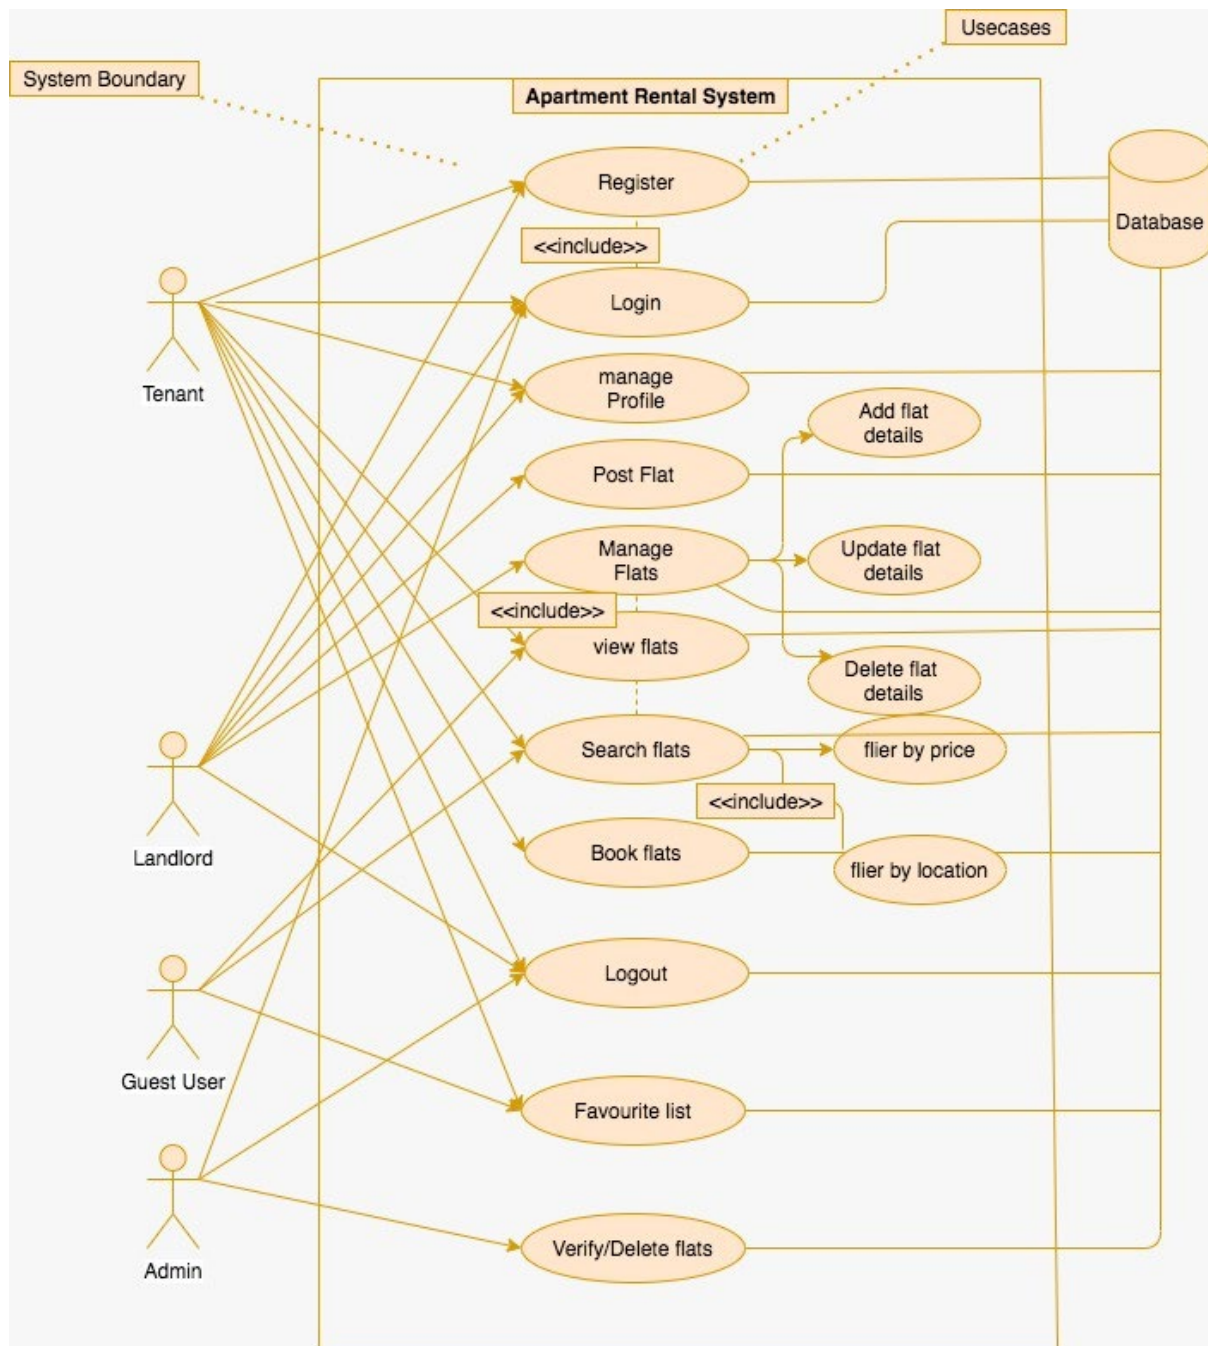 Usecases
System Boundary
Apartment Rental System
Register
Database
<<include>>
Login
Tenant
manage
Profile
Add flat
details
Post Flat
Manage
Flats
Update flat
details
<<include>>
view flats
Delete flat
details
Search flats
flier by price
<<include>>
Landlord
Book flats
flier by location
Logout
Guest User
Favourite list
Admin
Verify/Delete flats